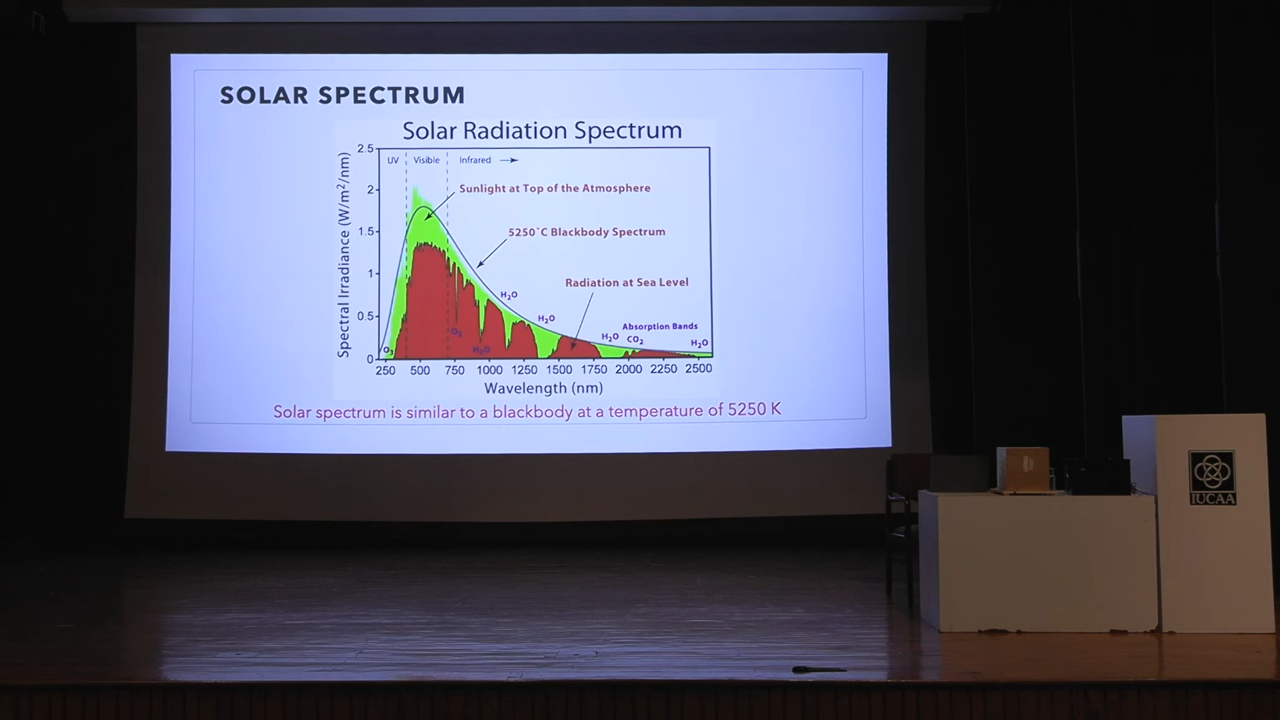 SOLAR SPECTRUM
Solar Radiation Spectrum
UV Visible Infrared
Sunlight at Top of the Atmosphere
5250°C Blackbody Spectrum
Radiation at Sea Level
H2O
H2O
Absorption Bands
H2O CO2 H2O
O3 O2 H2O
Spectral Irradiance (W/m²/nm)
2.5
2
1.5
1
0.5
0
250 500 750 1000 1250 1500 1750 2000 2250 2500
Wavelength (nm)
Solar spectrum is similar to a blackbody at a temperature of 5250 K
IUCAA